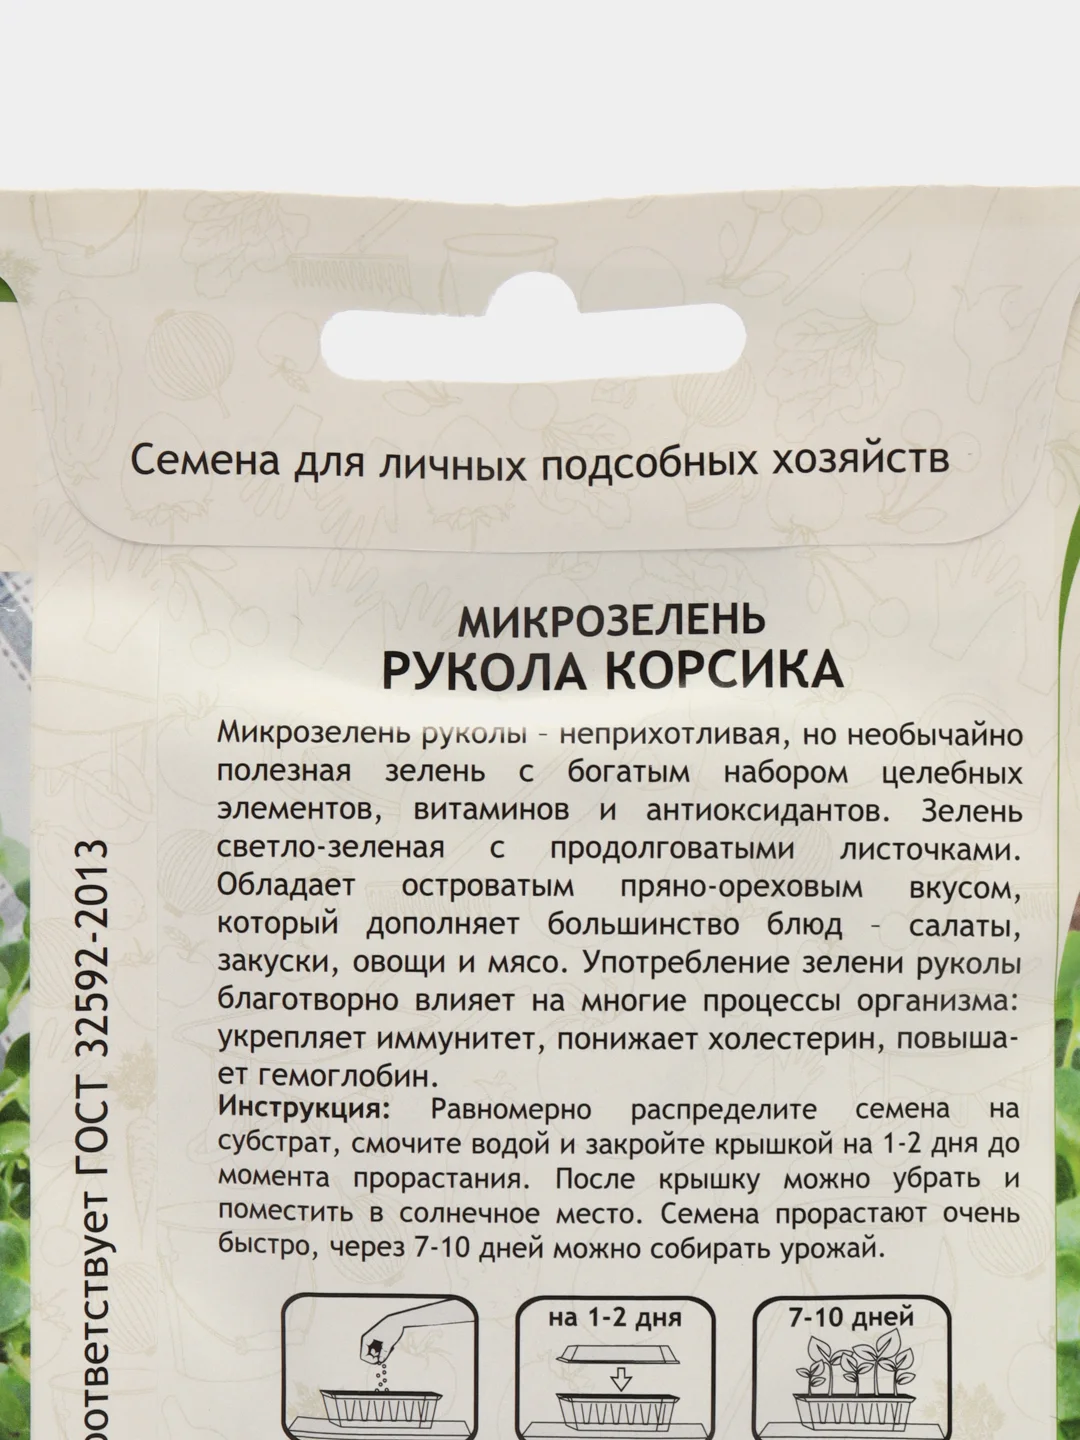 Семена для личных подсобных хозяйств
МИКРОЗЕЛЕНЬ
РУКОЛА КОРСИКА
Микрозелень руколы – неприхотливая, но необычайно
полезная зелень с богатым набором целебных
элементов, витаминов и антиоксидантов. Зелень
светло-зеленая с продолговатыми листочками.
Обладает островатым пряно-ореховым вкусом,
который дополняет большинство блюд – салаты,
закуски, овощи и мясо. Употребление зелени руколы
благотворно влияет на многие процессы организма:
укрепляет иммунитет, понижает холестерин, повыша-
ет гемоглобин.
Инструкция: Равномерно распределите семена на
субстрат, смочите водой и закройте крышкой на 1-2 дня до
момента прорастания. После крышку можно убрать и
поместить в солнечное место. Семена прорастают очень
быстро, через 7-10 дней можно собирать урожай.
на 1-2 дня
7-10 дней
оответствует ГОСТ 32592-2013